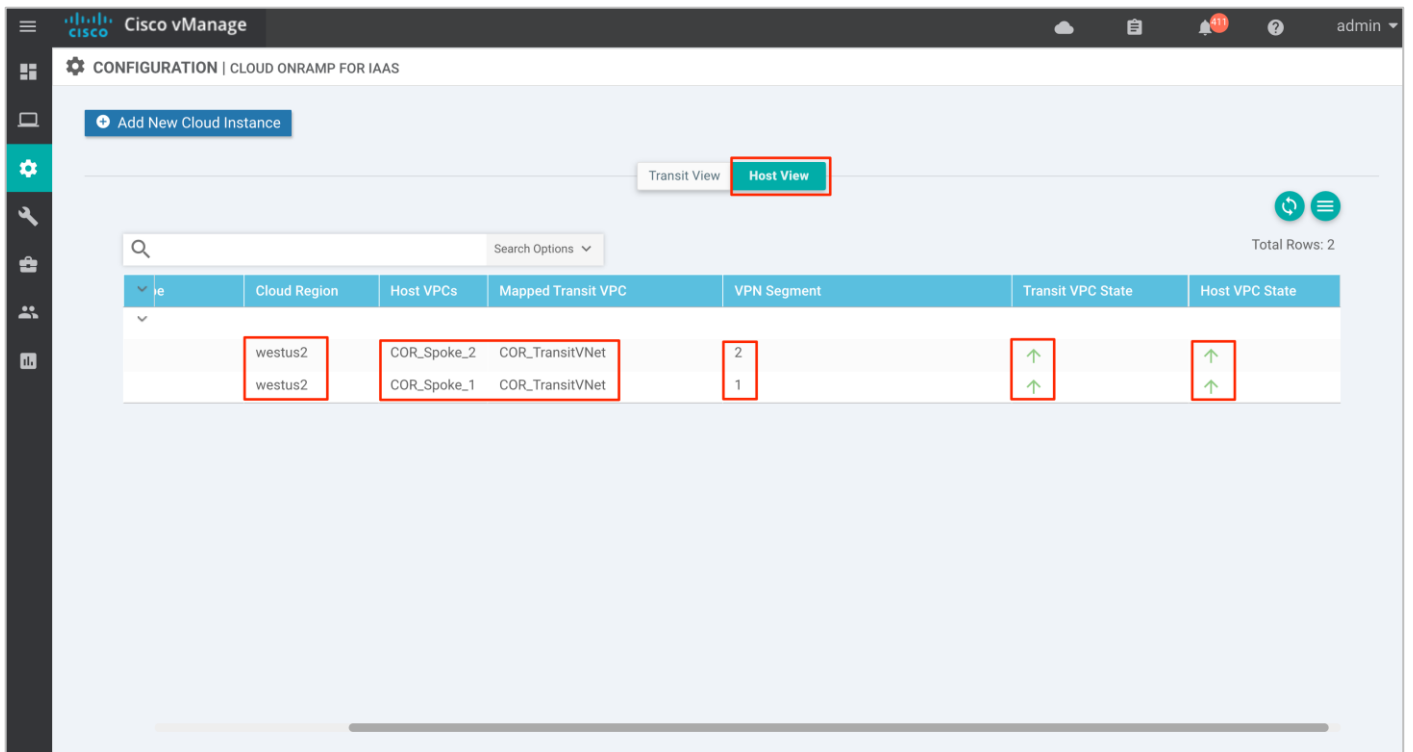 cisco Cisco vManage 411 admin
CONFIGURATION | CLOUD ONRAMP FOR IAAS
Add New Cloud Instance
Transit View Host View
Search Options Total Rows: 2
pe Cloud Region Host VPCs Mapped Transit VPC VPN Segment Transit VPC State Host VPC State
westus2 COR_Spoke_2 COR_TransitVNet 2
westus2 COR_Spoke_1 COR_TransitVNet 1